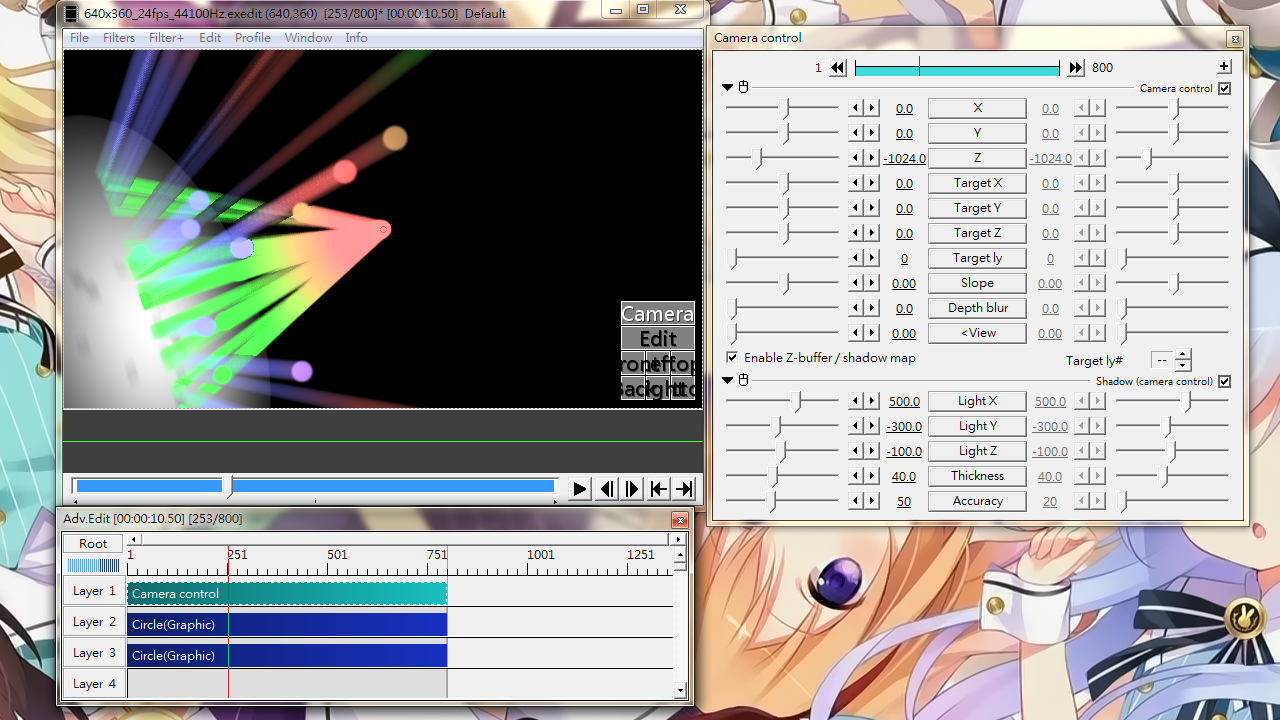 640x360_24fps_44100Hz.exedit (640,360) [253/800]* [00:00:10.50] Default
File Filters Filter+ Edit Profile Window Info
Camera
Edit
Camera control
1 800
Camera control
0.0 X 0.0
0.0 Y 0.0
-1024.0 Z -1024.0
0.0 Target X 0.0
0.0 Target Y 0.0
0.0 Target Z 0.0
0 Target ly 0
0.00 Slope 0.00
0.0 Depth blur 0.0
0.00 <View 0.00
Enable Z-buffer / shadow map Target ly# --
Shadow (camera control)
500.0 Light X 500.0
-300.0 Light Y -300.0
-100.0 Light Z -100.0
40.0 Thickness 40.0
50 Accuracy 20
Adv.Edit [00:00:10.50] [253/800]
Root
1 251 501 751 1001 1251
Layer 1 Camera control
Layer 2 Circle(Graphic)
Layer 3 Circle(Graphic)
Layer 4